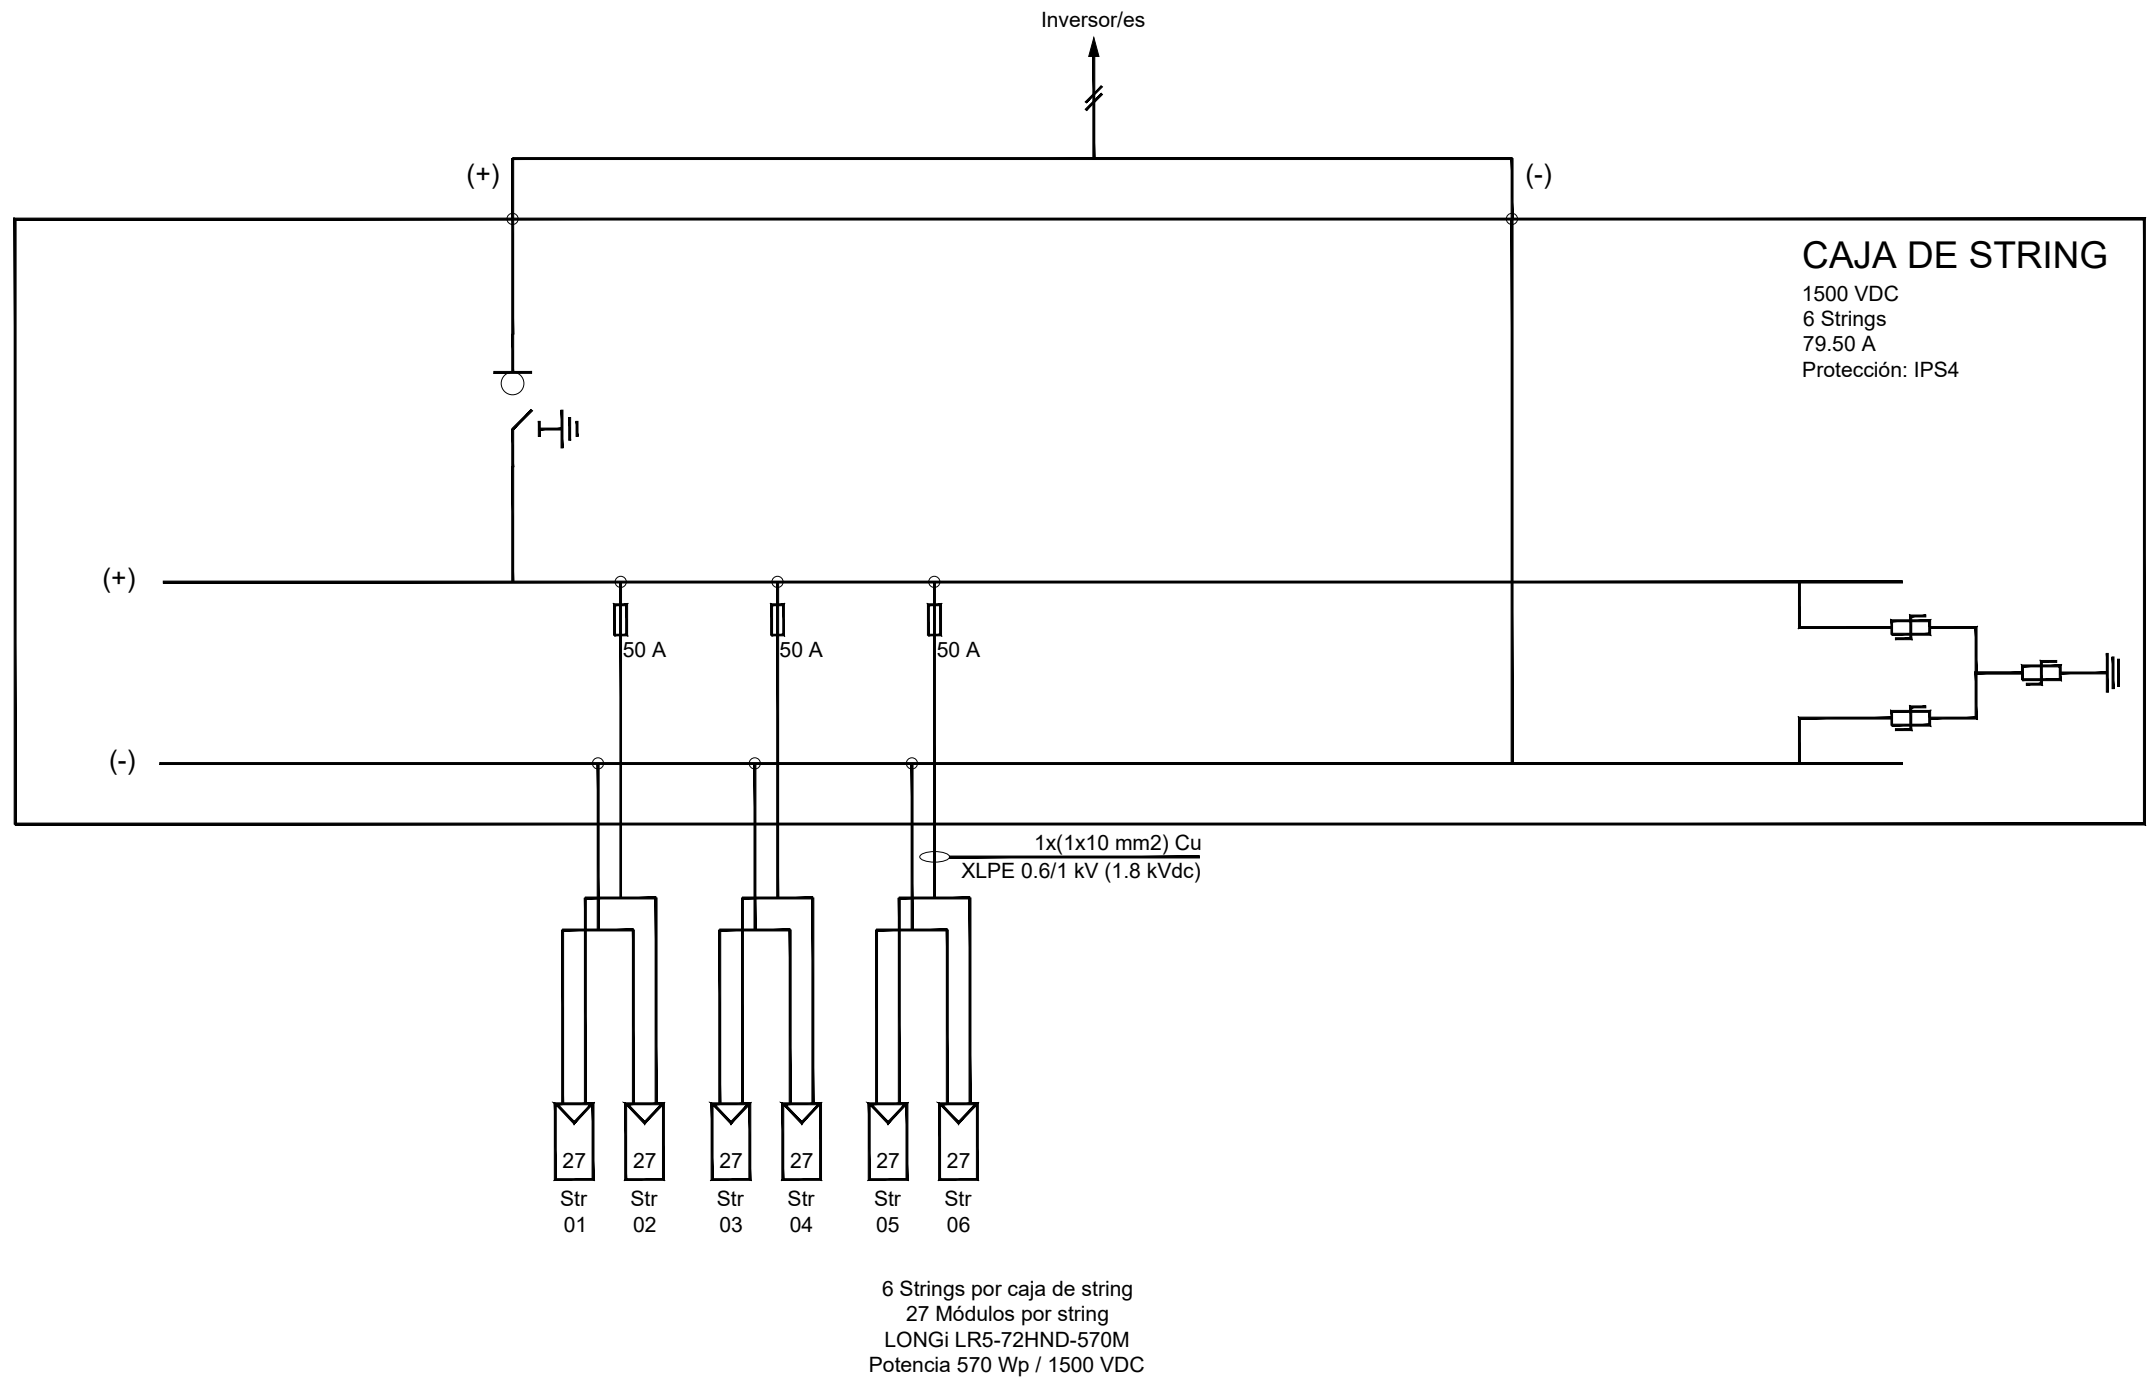 Inversor/es
(+)
(-)
CAJA DE STRING
1500 VDC
6 Strings
79.50 A
Protección: IPS4
(+)
50 A
50 A
50 A
(-)
1x(1x10 mm2) Cu
XLPE 0.6/1 kV (1.8 kVdc)
27 27 27 27 27 27
Str Str Str Str Str Str
01 02 03 04 05 06
6 Strings por caja de string
27 Módulos por string
LONGi LR5-72HND-570M
Potencia 570 Wp / 1500 VDC